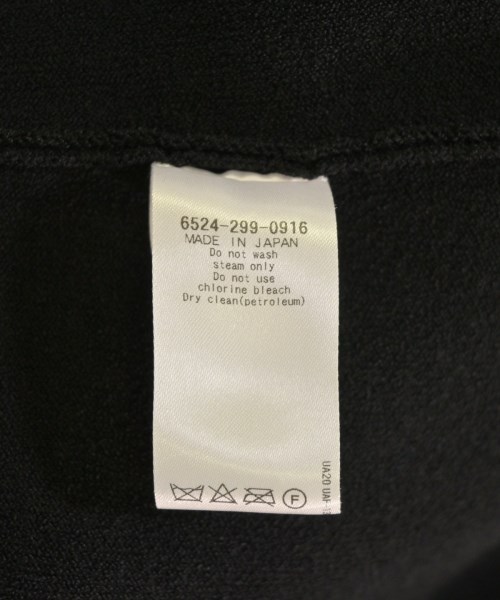 6524-299-0916
MADE IN JAPAN
Do not wash
steam only
Do not use
chlorine bleach
Dry clean(petroleum)
F
UA20